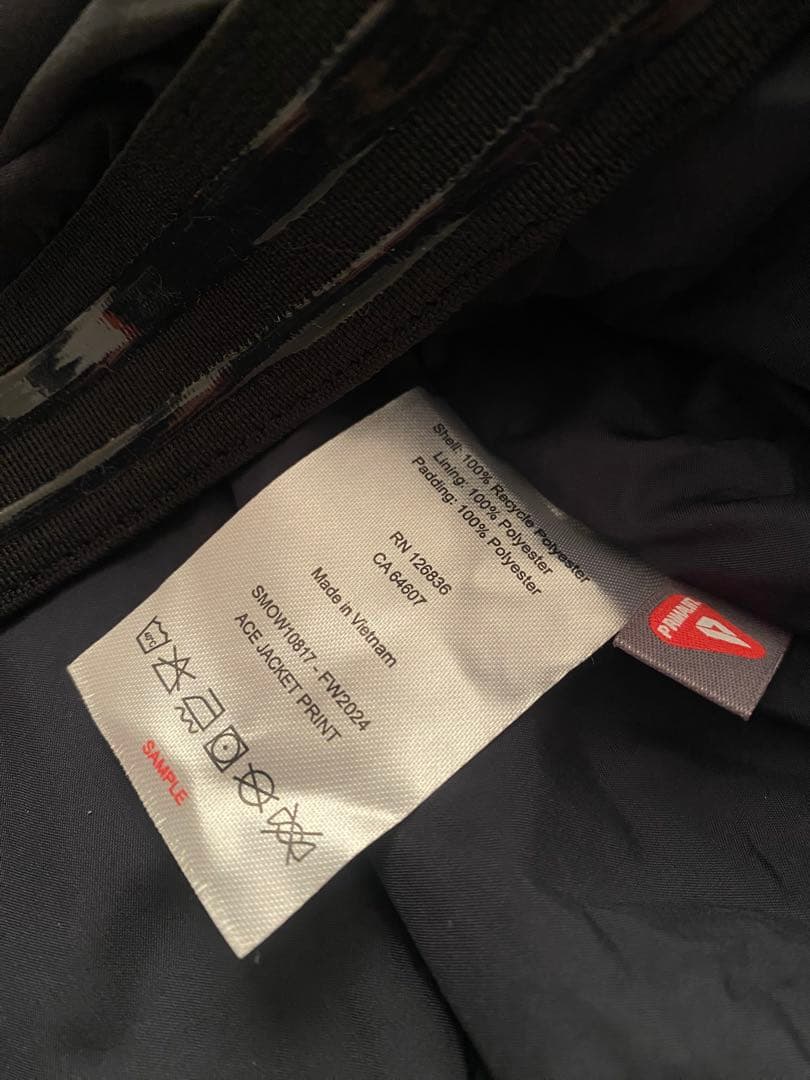 Shell: 100% Recycle Polyester
Lining: 100% Polyester
Padding: 100% Polyester
RN 126836
CA 64607
Made in Vietnam
SMOW10817 - FW2024
ACE JACKET PRINT
40°C
SAMPLE
PRIMALOFT